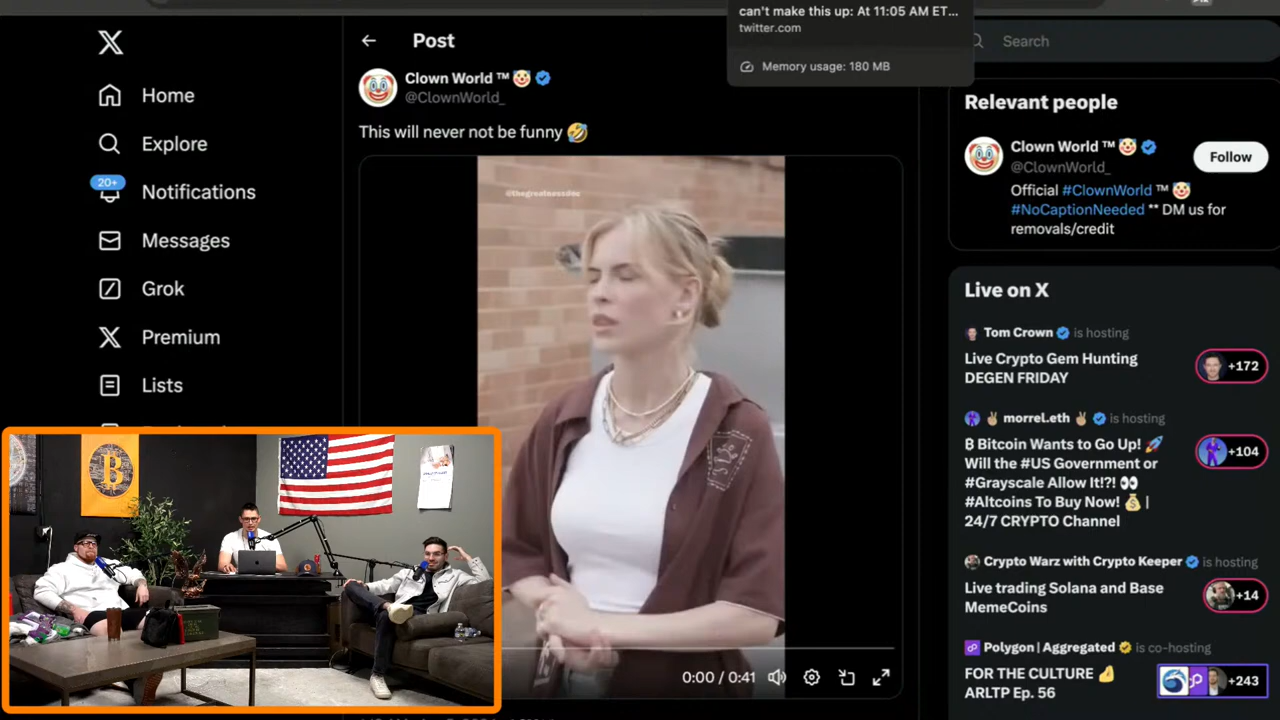 can't make this up: At 11:05 AM ET...
twitter.com
Memory usage: 180 MB
Home
Explore
20+
Notifications
Messages
Grok
Premium
Lists
Post
Clown World ™ 🤡
@ClownWorld_
This will never not be funny 🤣
@thegreatnessdoc
0:00 / 0:41
Search
Relevant people
Clown World ™ 🤡
@ClownWorld_
Follow
Official #ClownWorld ™ 🤡
#NoCaptionNeeded ** DM us for
removals/credit
Live on X
Tom Crown is hosting
Live Crypto Gem Hunting
DEGEN FRIDAY
+172
✌🏼 morrel.eth ✌🏼 is hosting
₿ Bitcoin Wants to Go Up! 🚀
Will the #US Government or
#Grayscale Allow It!?! 👀
#Altcoins To Buy Now! 💰 |
24/7 CRYPTO Channel
+104
Crypto Warz with Crypto Keeper is hosting
Live trading Solana and Base
MemeCoins
+14
Polygon | Aggregated is co-hosting
FOR THE CULTURE 🤌
ARLTP Ep. 56
+243